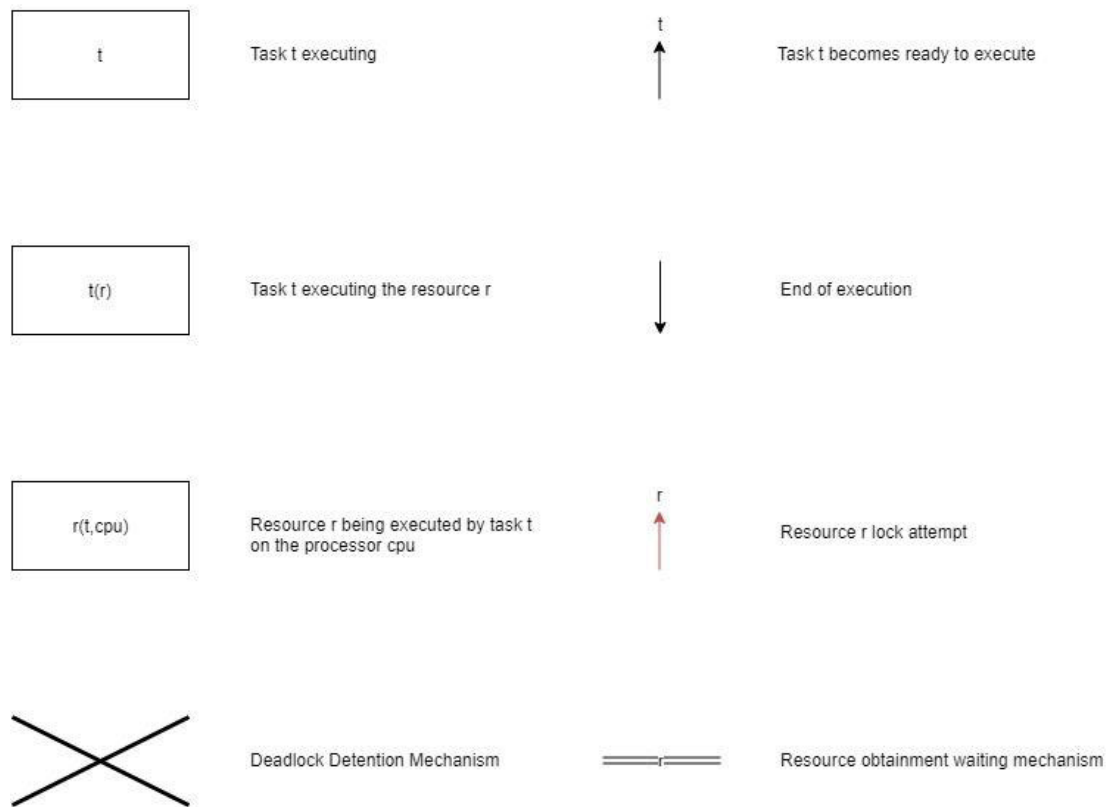 t
Task t executing
t
Task t becomes ready to execute
t(r)
Task t executing the resource r
End of execution
r(t,cpu)
Resource r being executed by task t
on the processor cpu
r
Resource r lock attempt
Deadlock Detention Mechanism
r
Resource obtainment waiting mechanism